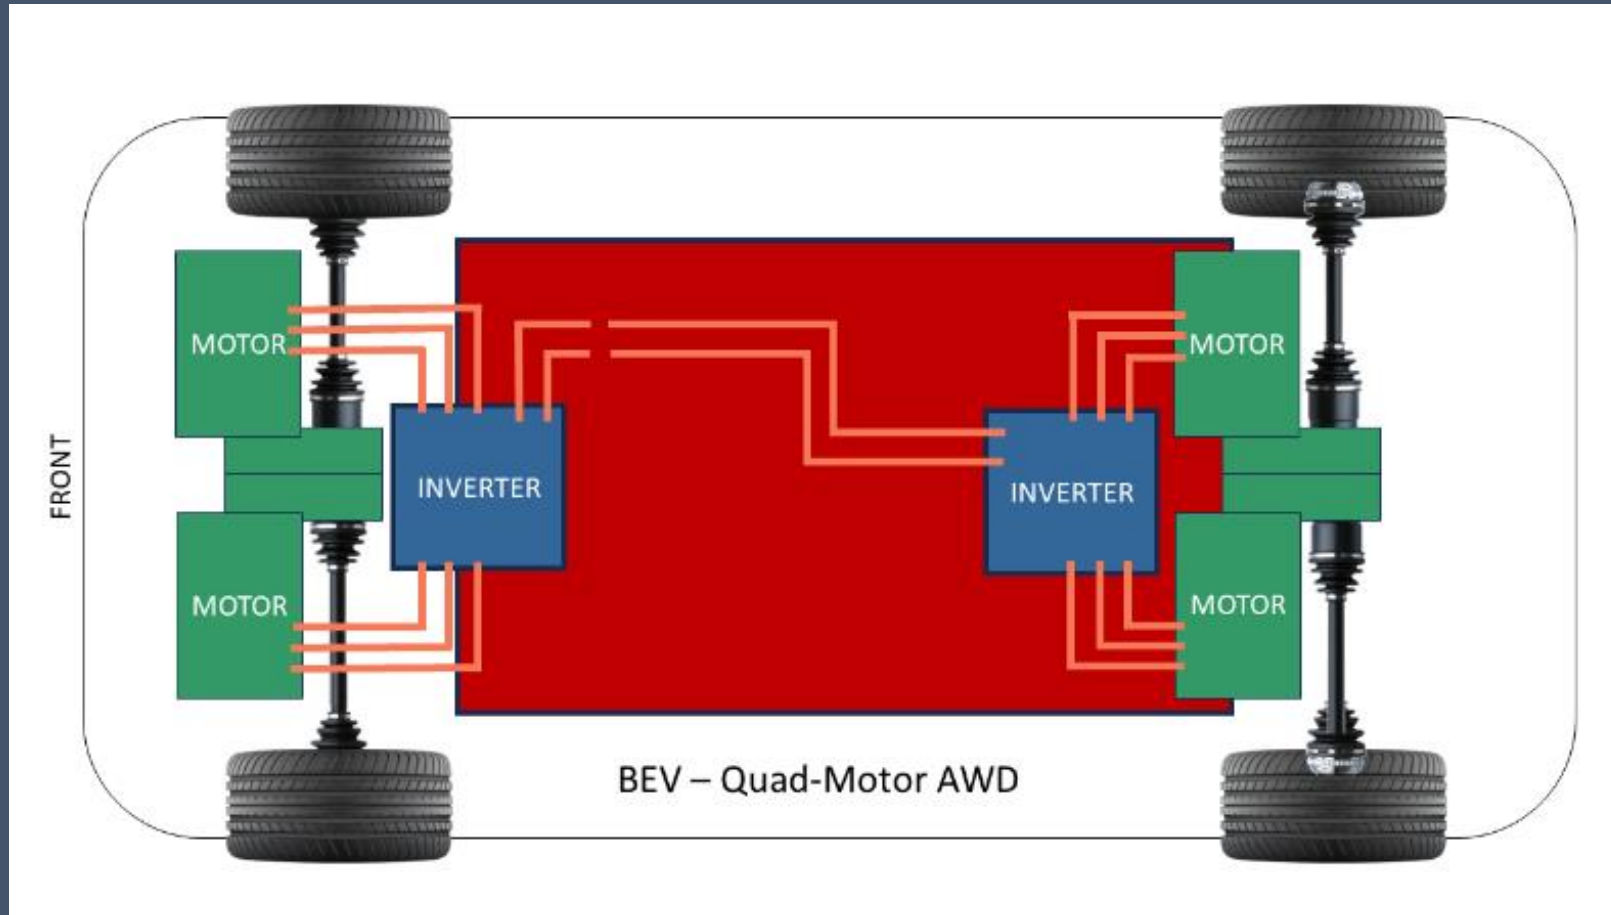 MOTOR
MOTOR
FRONT
INVERTER
INVERTER
MOTOR
MOTOR
BEV – Quad-Motor AWD